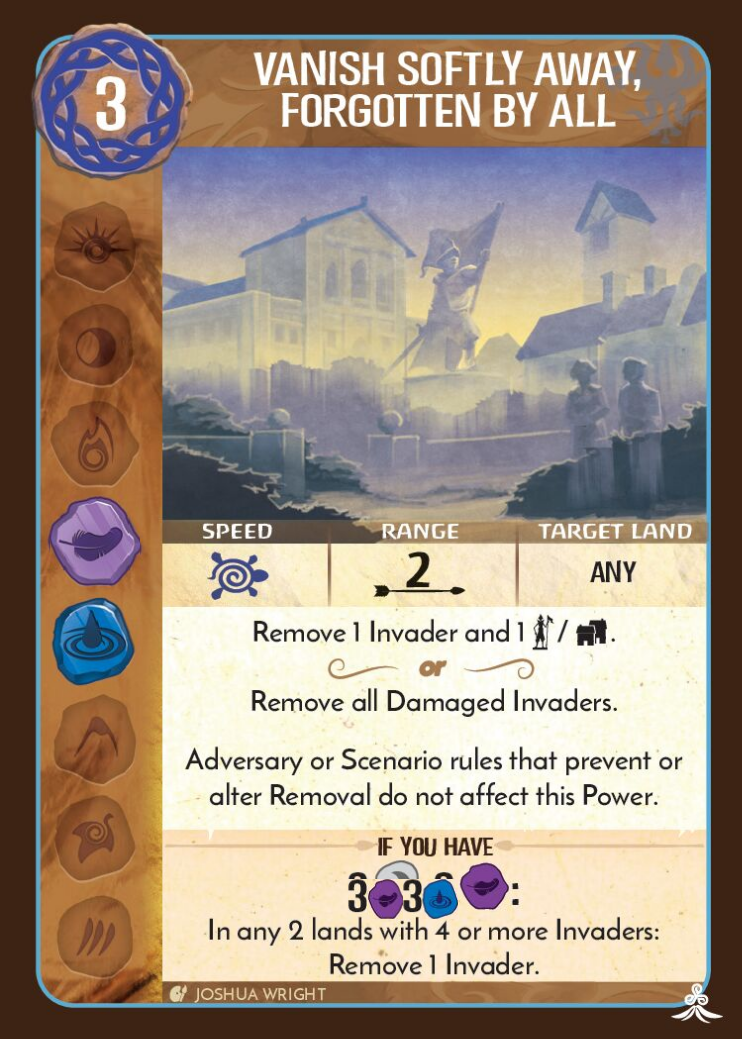 3
VANISH SOFTLY AWAY,
FORGOTTEN BY ALL
SPEED RANGE TARGET LAND
2 ANY
Remove 1 Invader and 1 / .
or
Remove all Damaged Invaders.
Adversary or Scenario rules that prevent or
alter Removal do not affect this Power.
IF YOU HAVE
3 3 :
In any 2 lands with 4 or more Invaders:
Remove 1 Invader.
JOSHUA WRIGHT